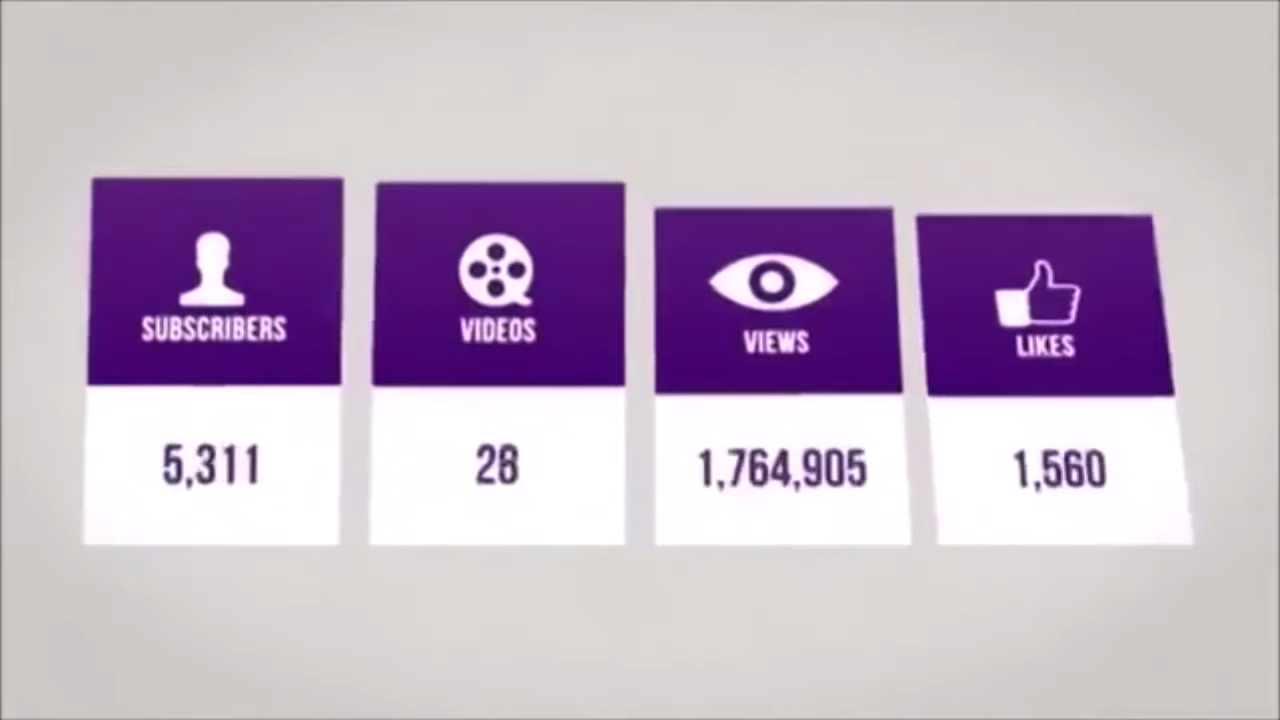 SUBSCRIBERS
5,311
VIDEOS
28
VIEWS
1,764,905
LIKES
1,560